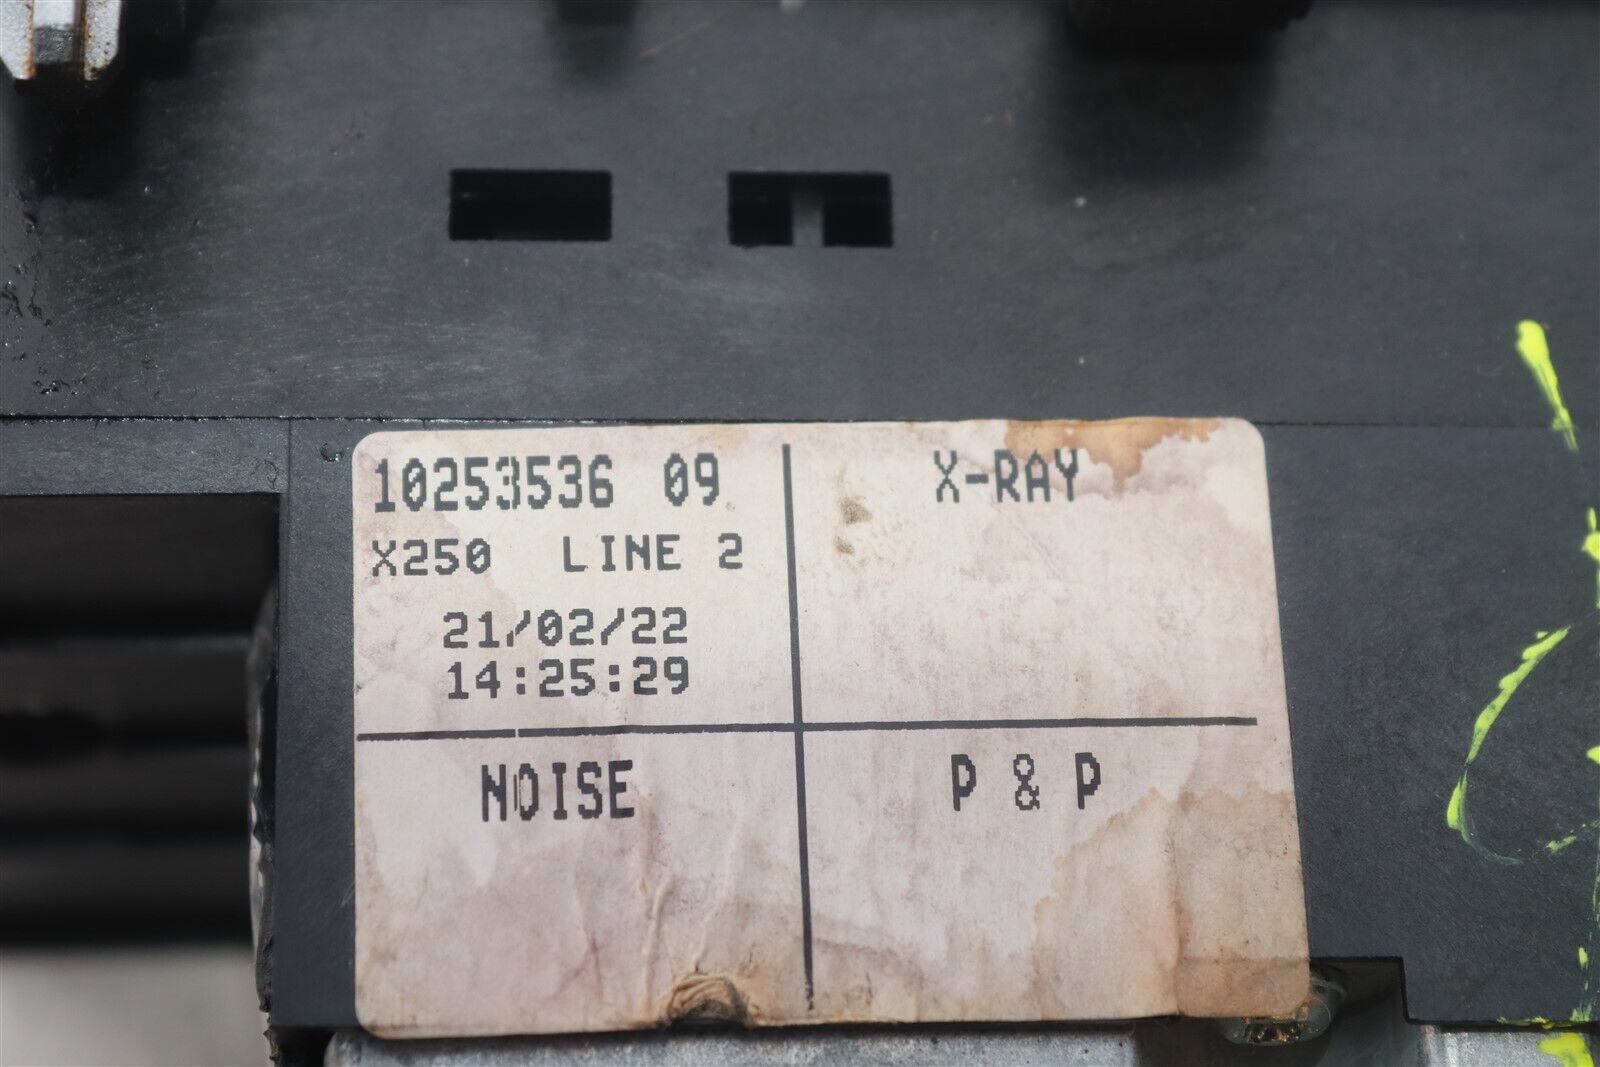 10253536 09
X250 LINE 2
21/02/22
14:25:29
X-RAY
NOISE
P & P